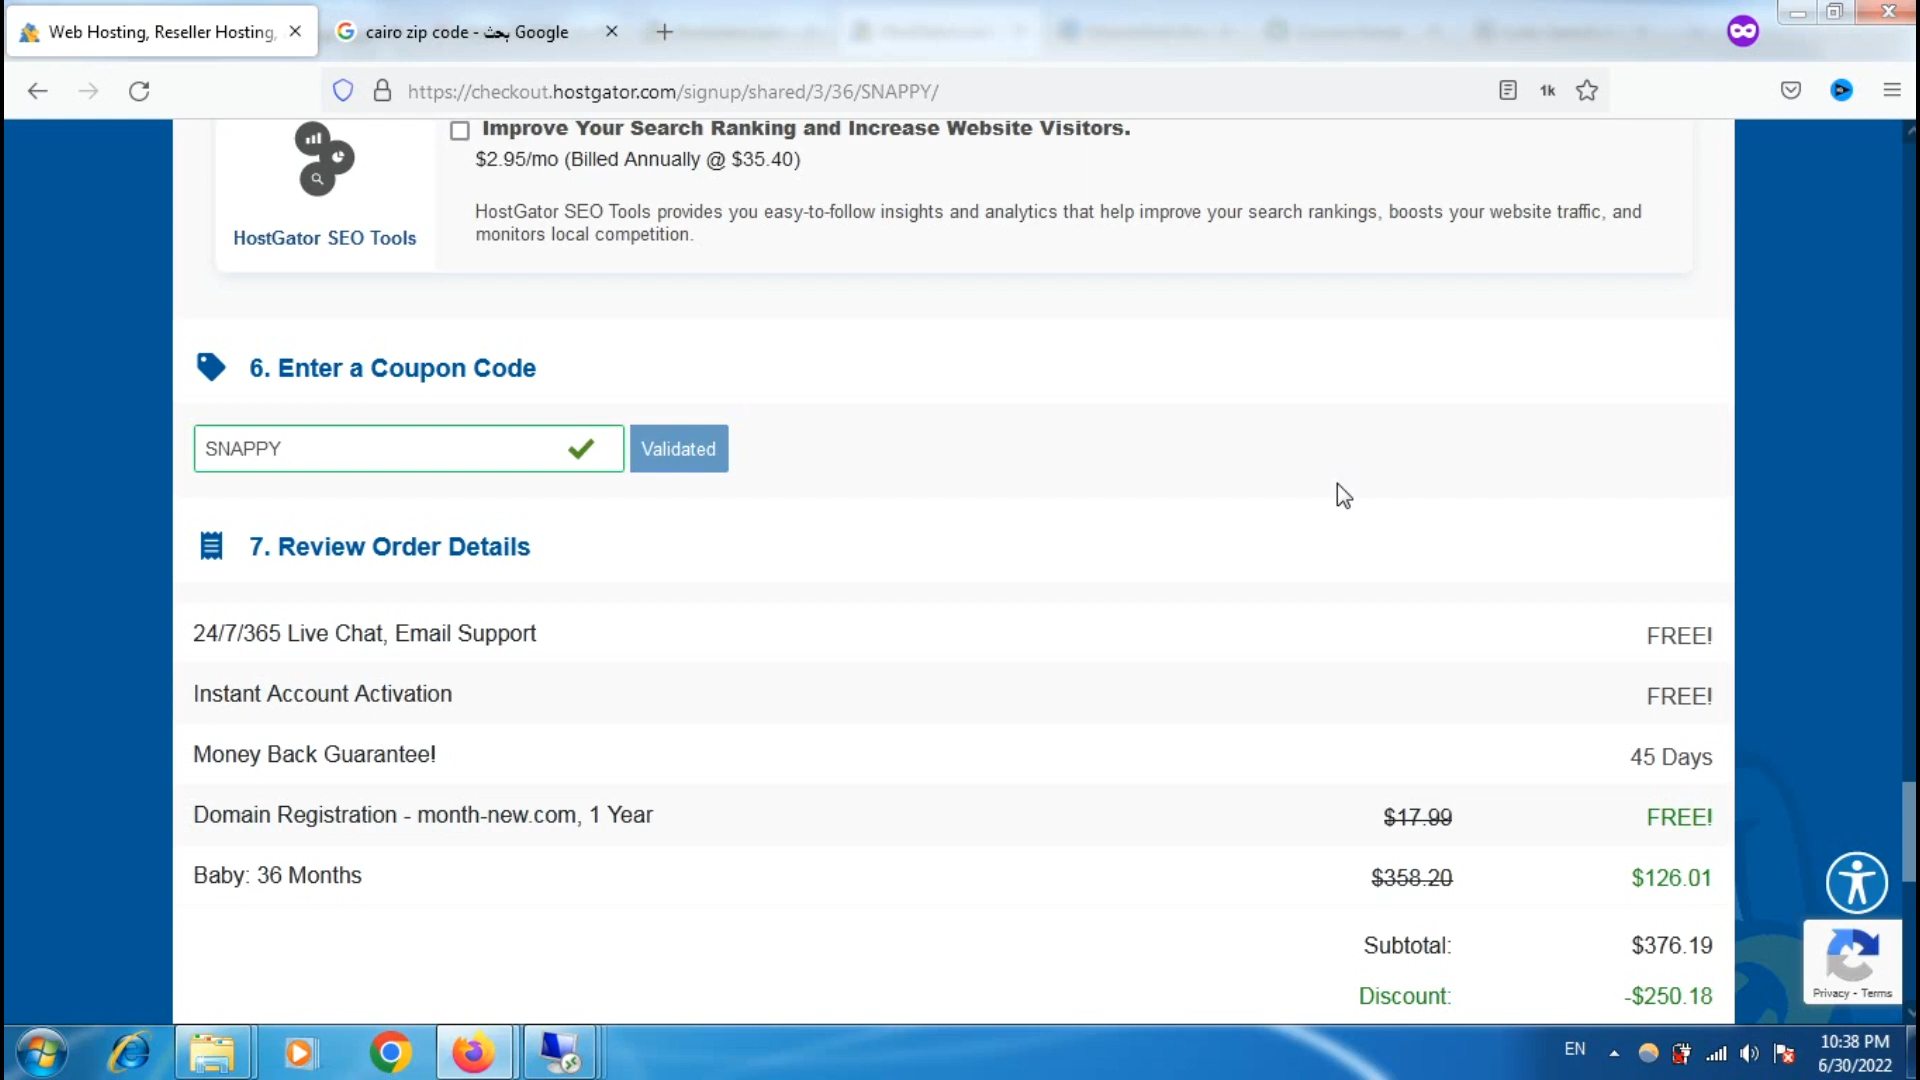 Web Hosting, Reseller Hosting,
cairo zip code - بحث Google
https://checkout.hostgator.com/signup/shared/3/36/SNAPPY/
1k
Improve Your Search Ranking and Increase Website Visitors.
$2.95/mo (Billed Annually @ $35.40)
HostGator SEO Tools provides you easy-to-follow insights and analytics that help improve your search rankings, boosts your website traffic, and
monitors local competition.
HostGator SEO Tools
6. Enter a Coupon Code
SNAPPY
Validated
7. Review Order Details
24/7/365 Live Chat, Email Support FREE!
Instant Account Activation FREE!
Money Back Guarantee! 45 Days
Domain Registration - month-new.com, 1 Year $17.99 FREE!
Baby: 36 Months $358.20 $126.01
Subtotal: $376.19
Discount: -$250.18
Privacy - Terms
EN
10:38 PM
6/30/2022